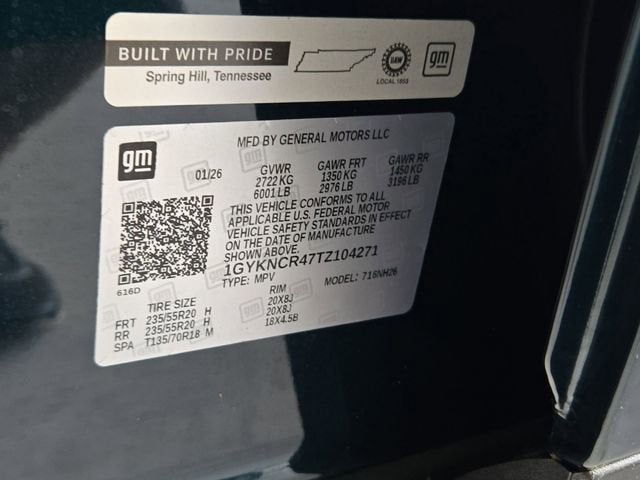 BUILT WITH PRIDE
Spring Hill, Tennessee
UAW
LOCAL 1853
gm
gm
MFD BY GENERAL MOTORS LLC
01/26 GVWR GAWR FRT GAWR RR
2722 KG 1350 KG 1450 KG
6001 LB 2976 LB 3196 LB
THIS VEHICLE CONFORMS TO ALL
APPLICABLE U.S. FEDERAL MOTOR
VEHICLE SAFETY STANDARDS IN EFFECT
ON THE DATE OF MANUFACTURE
SHOWN ABOVE.
1GYKNCR47TZ104271
TYPE: MPV MODEL: 716NH26
616D
TIRE SIZE RIM
FRT 235/55R20 H 20X8J
RR 235/55R20 H 20X8J
SPA T135/70R18 M 18X4.5B